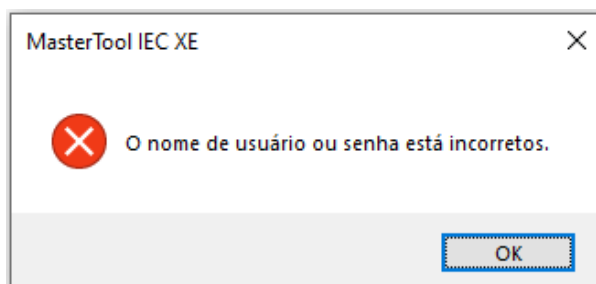 MasterTool IEC XE
O nome de usuário ou senha está incorretos.
OK